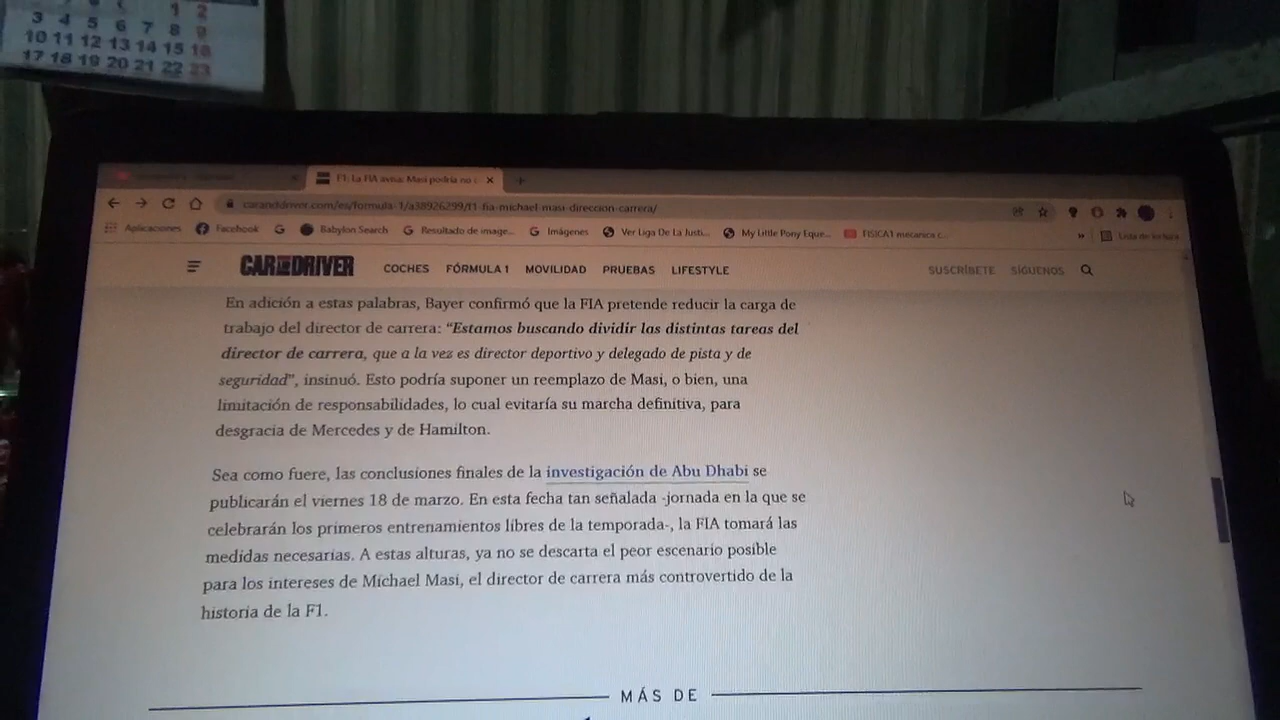 1 2
3 4 5 6 7 8 9
10 11 12 13 14 15 16
17 18 19 20 21 22 23
F1: La FIA avisa: Masi podría no
caranddriver.com/es/formula-1/a38926299/f1-fia-michael-masi-direccion-carrera/
Aplicaciones Facebook Babylon Search Resultado de image... Imágenes Ver Liga De La Justi... My Little Pony Eque... FISICA1 mecanica c... » Lista de lectura
CAR AND DRIVER COCHES FÓRMULA 1 MOVILIDAD PRUEBAS LIFESTYLE SUSCRÍBETE SÍGUENOS
En adición a estas palabras, Bayer confirmó que la FIA pretende reducir la carga de
trabajo del director de carrera: “Estamos buscando dividir las distintas tareas del
director de carrera, que a la vez es director deportivo y delegado de pista y de
seguridad”, insinuó. Esto podría suponer un reemplazo de Masi, o bien, una
limitación de responsabilidades, lo cual evitaría su marcha definitiva, para
desgracia de Mercedes y de Hamilton.
Sea como fuere, las conclusiones finales de la investigación de Abu Dhabi se
publicarán el viernes 18 de marzo. En esta fecha tan señalada -jornada en la que se
celebrarán los primeros entrenamientos libres de la temporada-, la FIA tomará las
medidas necesarias. A estas alturas, ya no se descarta el peor escenario posible
para los intereses de Michael Masi, el director de carrera más controvertido de la
historia de la F1.
MÁS DE